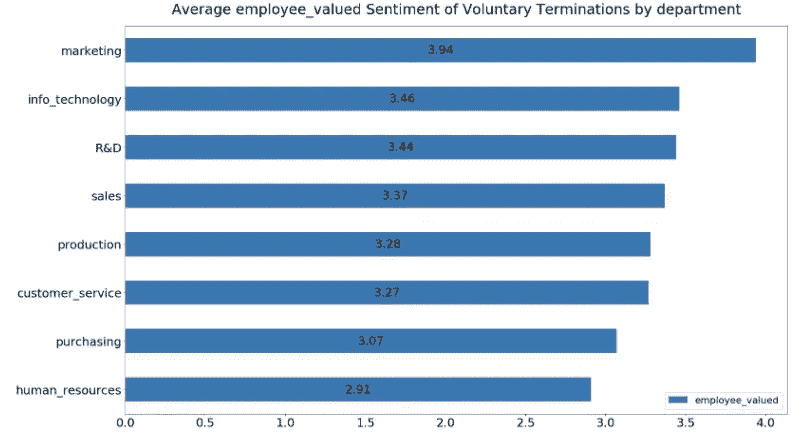 Average employee_valued Sentiment of Voluntary Terminations by department
marketing 3.94
info_technology 3.46
R&D 3.44
sales 3.37
production 3.28
customer_service 3.27
purchasing 3.07
human_resources 2.91
employee_valued
0.0 0.5 1.0 1.5 2.0 2.5 3.0 3.5 4.0